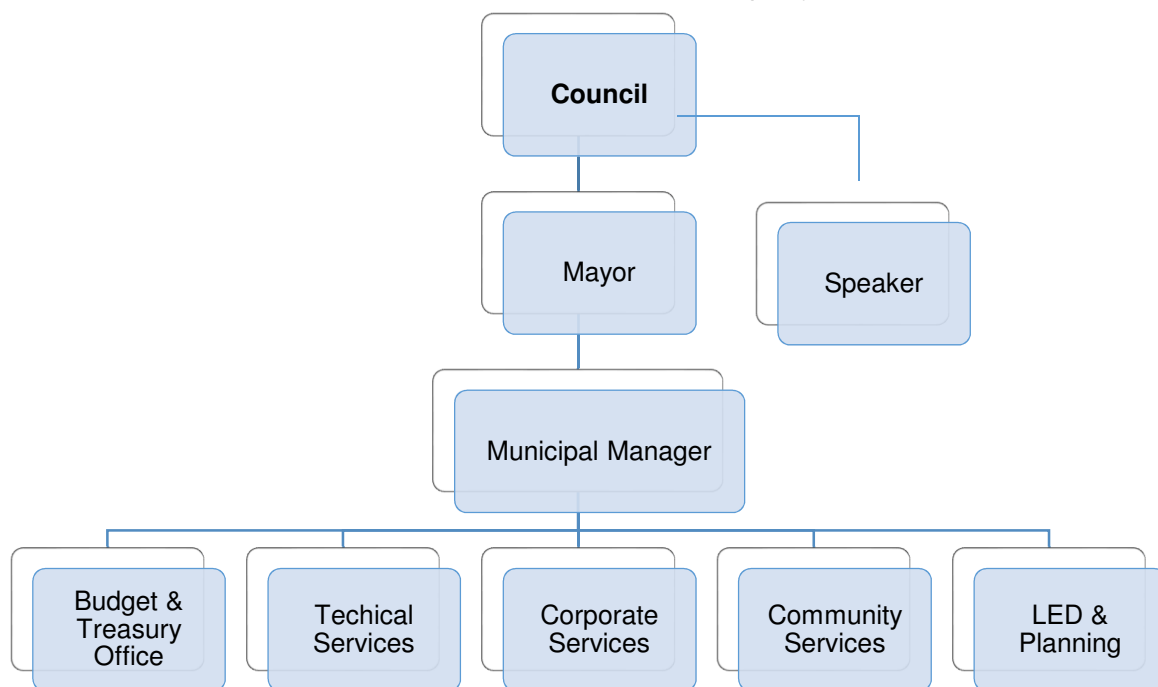 Council
Mayor
Speaker
Municipal Manager
Budget &
Treasury
Office
Techical
Services
Corporate
Services
Community
Services
LED &
Planning